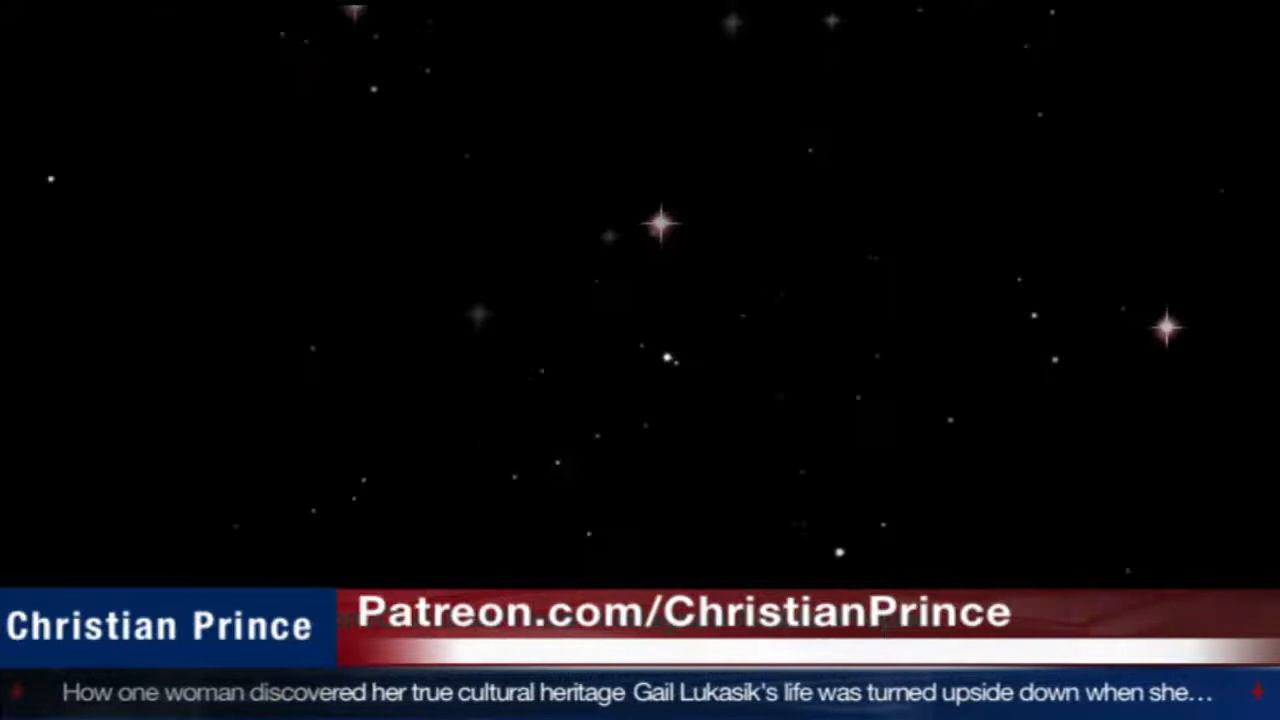 Christian Prince
Patreon.com/ChristianPrince
How one woman discovered her true cultural heritage Gail Lukasik's life was turned upside down when she...